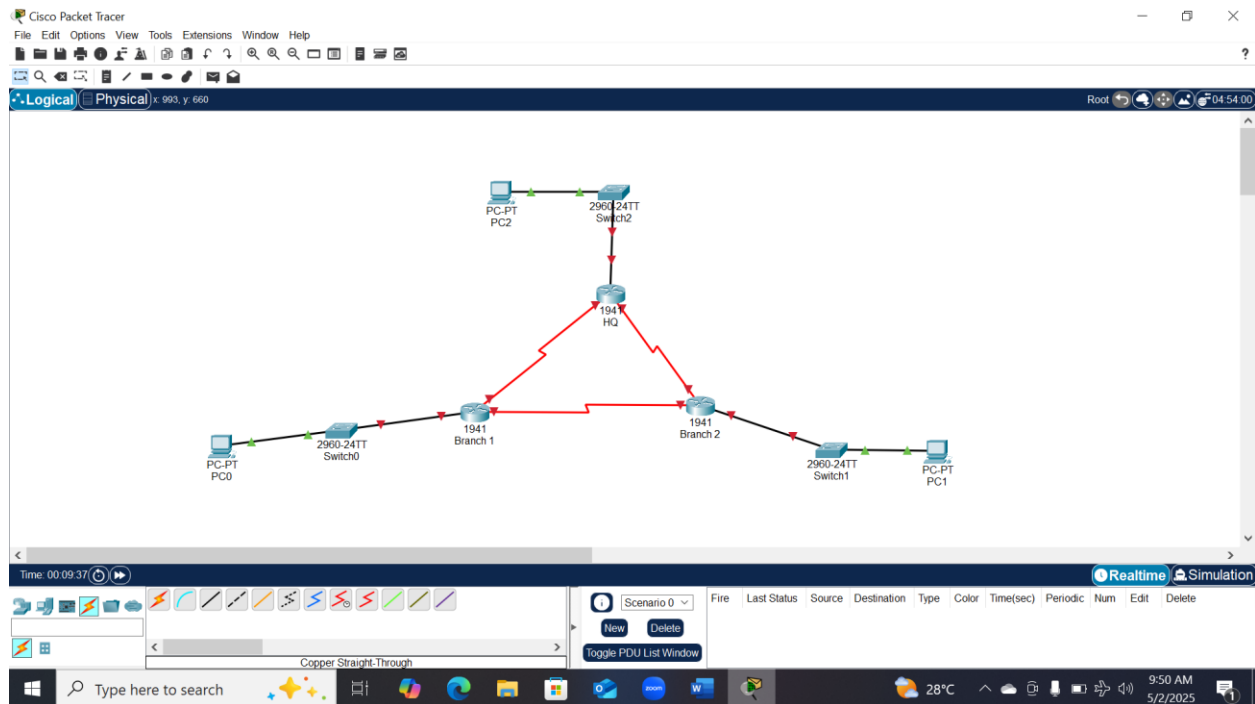 Cisco Packet Tracer
File Edit Options View Tools Extensions Window Help
?
Logical Physical x: 993, y: 660 Root 04:54:00
PC-PT
PC2
2960-24TT
Switch2
1941
HQ
1941
Branch 1
1941
Branch 2
2960-24TT
Switch0
PC-PT
PC0
2960-24TT
Switch1
PC-PT
PC1
Time: 00:09:37 Realtime Simulation
Scenario 0 Fire Last Status Source Destination Type Color Time(sec) Periodic Num Edit Delete
New Delete
Toggle PDU List Window
Copper Straight-Through
Type here to search zoom W 28°C 9:50 AM
5/2/2025 1